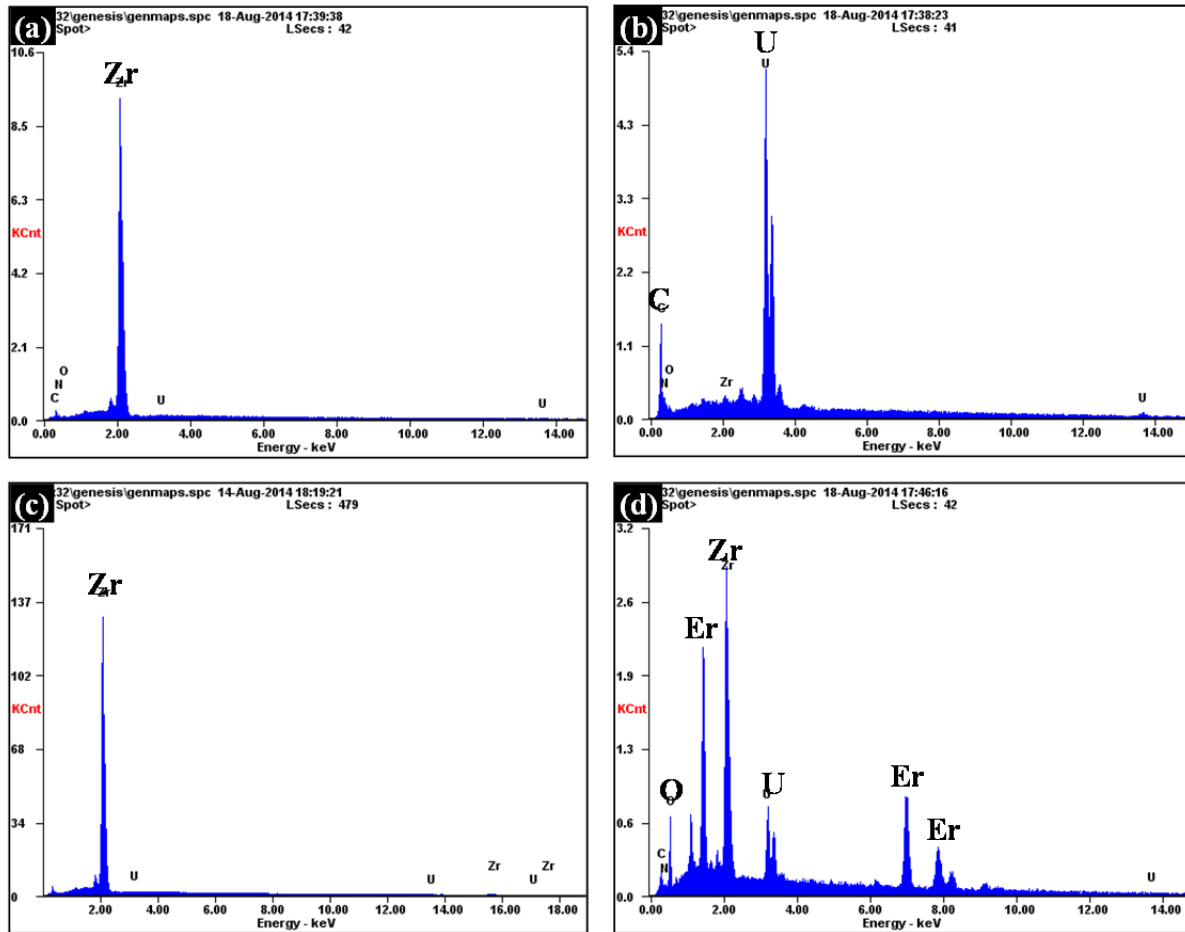 (a) :32\genesis\genmaps.spc 18-Aug-2014 17:39:38
Spot> LSecs : 42
10.6
Zr
Zr
8.5
6.3
KCnt
4.2
2.1
O
N
C
U
U
0.0
0.00 2.00 4.00 6.00 8.00 10.00 12.00 14.00
Energy - keV
(b) 32\genesis\genmaps.spc 18-Aug-2014 17:38:23
Spot> LSecs : 41
5.4
U
U
4.3
3.3
KCnt
2.2
C
C
1.1
O
N
Zr
U
0.0
0.00 2.00 4.00 6.00 8.00 10.00 12.00 14.00
Energy - keV
(c) :32\genesis\genmaps.spc 14-Aug-2014 18:19:21
Spot> LSecs : 479
171
137
Zr
Zr
102
KCnt
68
34
U
U
Zr
U
Zr
0.0
2.00 4.00 6.00 8.00 10.00 12.00 14.00 16.00 18.00
Energy - keV
(d) 32\genesis\genmaps.spc 18-Aug-2014 17:46:16
Spot> LSecs : 42
3.2
Zr
Zr
2.6
Er
1.9
KCnt
1.3
O
O
U
U
Er
0.6
Er
C
N
U
0.0
0.00 2.00 4.00 6.00 8.00 10.00 12.00 14.00
Energy - keV